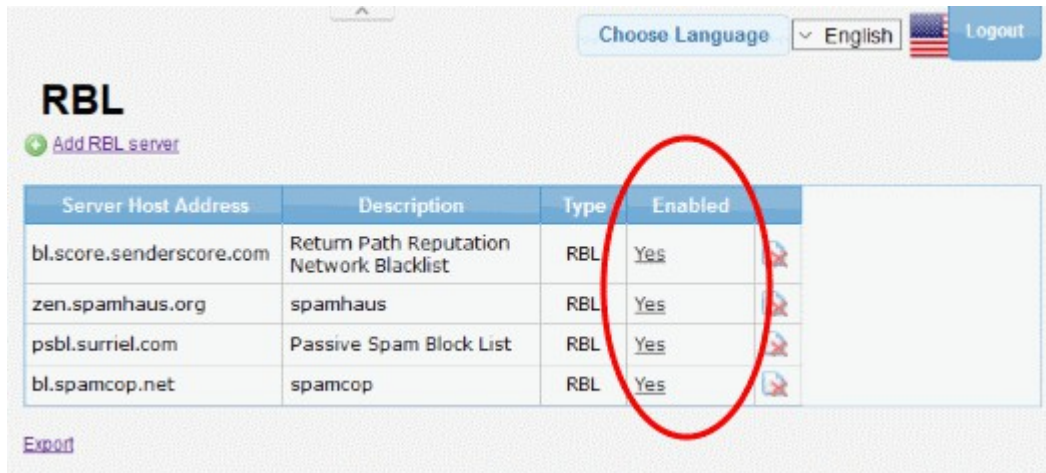 Choose Language English Logout
RBL
Add RBL server
Server Host Address Description Type Enabled
bl.score.senderscore.com Return Path Reputation Network Blacklist RBL Yes
zen.spamhaus.org spamhaus RBL Yes
psbl.surriel.com Passive Spam Block List RBL Yes
bl.spamcop.net spamcop RBL Yes
Export